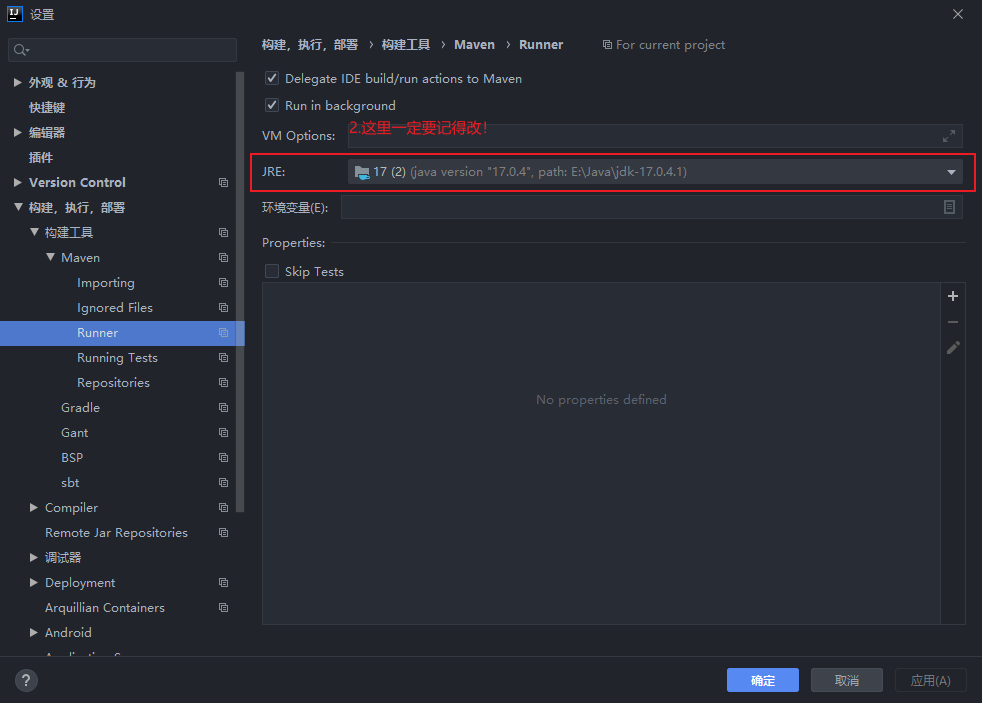 设置
外观 & 行为
快捷键
编辑器
插件
Version Control
构建，执行，部署
构建工具
Maven
Importing
Ignored Files
Runner
Running Tests
Repositories
Gradle
Gant
BSP
sbt
Compiler
Remote Jar Repositories
调试器
Deployment
Arquillian Containers
Android
构建，执行，部署 › 构建工具 › Maven › Runner For current project
Delegate IDE build/run actions to Maven
Run in background
2.这里一定要记得改！
VM Options:
JRE: 17 (2) (java version "17.0.4", path: E:\Java\jdk-17.0.4.1)
环境变量(E):
Properties:
Skip Tests
No properties defined
?
确定 取消 应用(A)